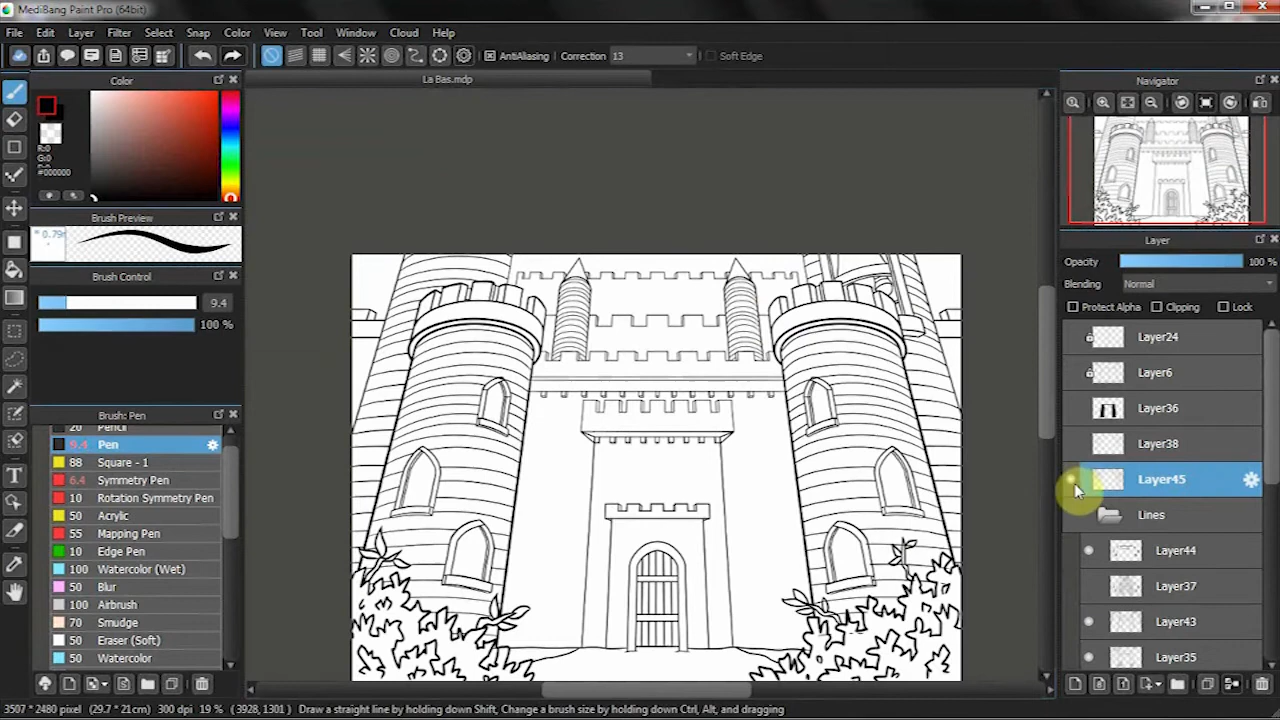 MediBang Paint Pro (64bit)
File Edit Layer Filter Select Snap Color View Tool Window Cloud Help
AntiAliasing Correction 13 Soft Edge
Color
La Bas.mdp
Navigator
R:0
G:0
#000000
Brush Preview
Layer
Opacity 100 %
Blending Normal
Brush Control
Protect Alpha Clipping Lock
9.4
100 %
Layer24
Layer6
Layer36
Layer38
Layer45
Lines
Layer44
Layer37
Layer43
Layer35
Brush: Pen
20 Pencil
9.4 Pen
88 Square - 1
6.4 Symmetry Pen
10 Rotation Symmetry Pen
50 Acrylic
55 Mapping Pen
10 Edge Pen
100 Watercolor (Wet)
50 Blur
100 Airbrush
70 Smudge
50 Eraser (Soft)
50 Watercolor
3507 * 2480 pixel (29.7 * 21cm) 300 dpi 19 % ( 3928, 1301 ) Draw a straight line by holding down Shift, Change a brush size by holding down Ctrl, Alt, and dragging